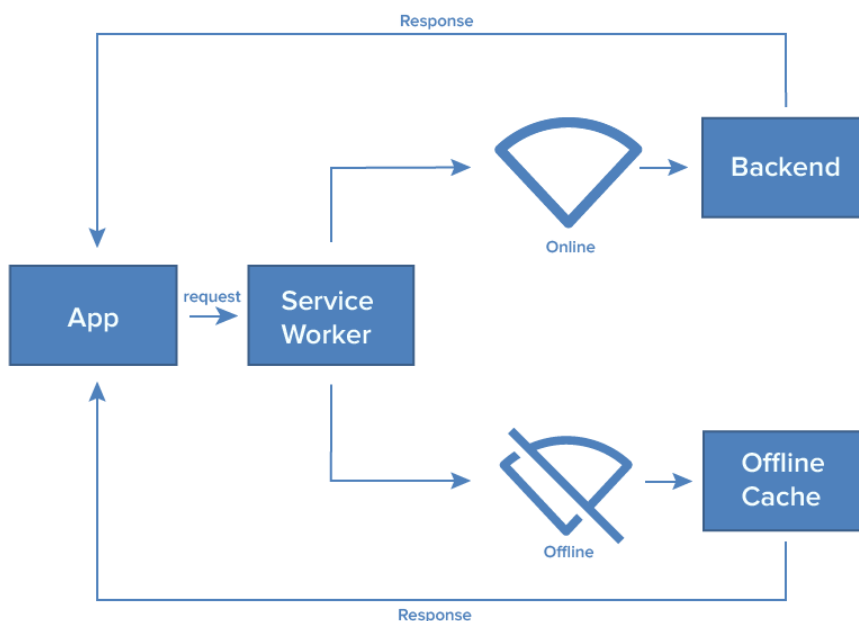 Response
Backend
Online
App
request
Service
Worker
Offline
Cache
Offline
Response